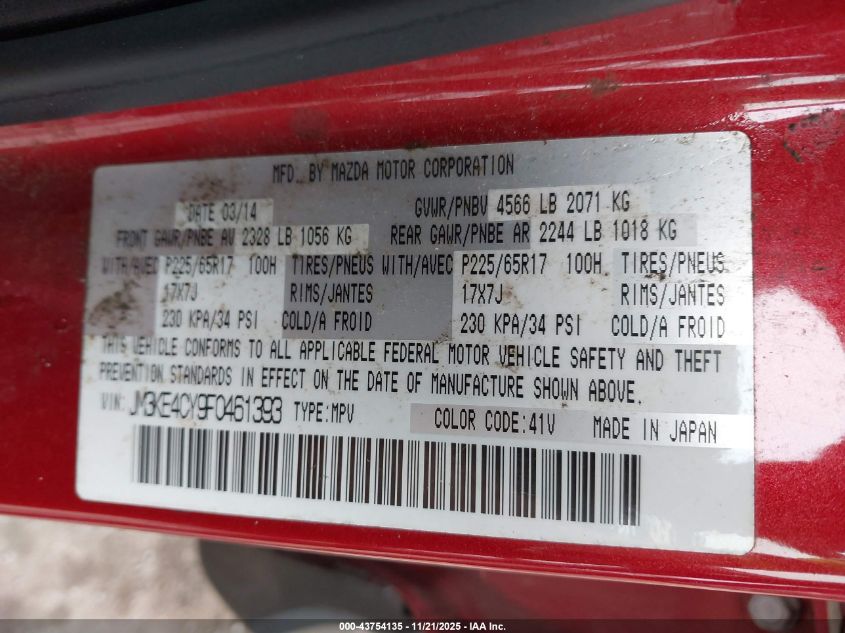 MFD. BY MAZDA MOTOR CORPORATION
DATE 03/14 GVWR/PNBV 4566 LB 2071 KG
FRONT GAWR/PNBE AV 2328 LB 1056 KG REAR GAWR/PNBE AR 2244 LB 1018 KG
WITH/AVEC P225/65R17 100H TIRES/PNEUS WITH/AVEC P225/65R17 100H TIRES/PNEUS
17X7J RIMS/JANTES 17X7J RIMS/JANTES
230 KPA/34 PSI COLD/A FROID 230 KPA/34 PSI COLD/A FROID
THIS VEHICLE CONFORMS TO ALL APPLICABLE FEDERAL MOTOR VEHICLE SAFETY AND THEFT
PREVENTION STANDARDS IN EFFECT ON THE DATE OF MANUFACTURE SHOWN ABOVE.
VIN: JM3KE4CY9F0461393 TYPE:MPV COLOR CODE:41V MADE IN JAPAN
000-43754135 - 11/21/2025 - IAA Inc.